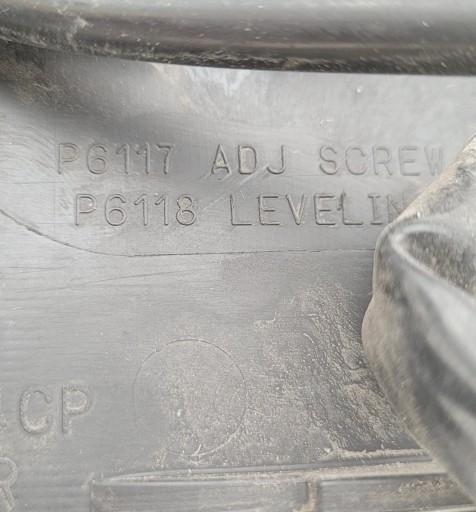 P6117 ADJ SCREW
P6118 LEVELIN
CP
R